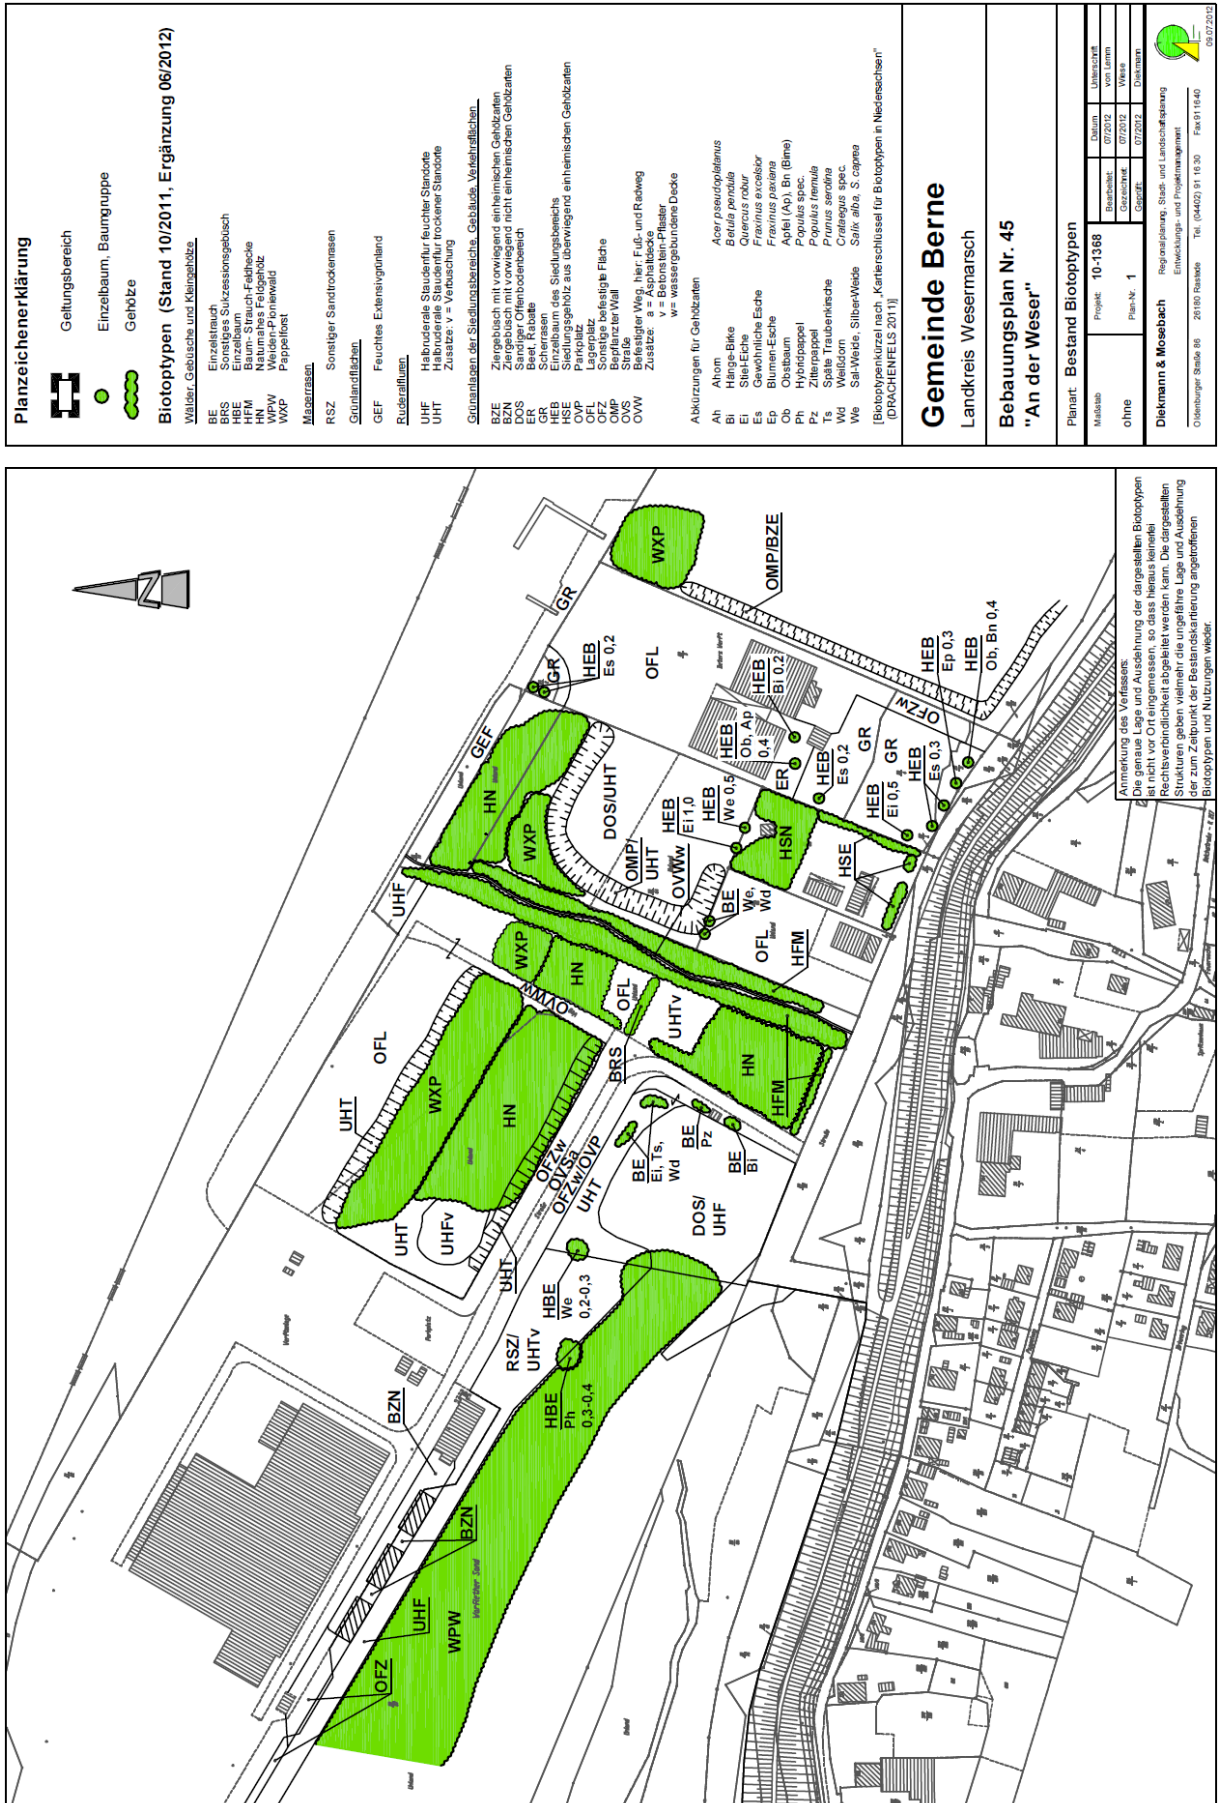 Planzeichenerklärung
Geltungsbereich
Einzelbaum, Baumgruppe
Gehölze
Biotoptypen (Stand 10/2011, Ergänzung 06/2012)
Wälder, Gebüsche und Kleingehölze
BE Einzelstrauch
BRS Sonstiges Sukzessionsgebüsch
HBE Einzelbaum
HFM Baum- Strauch-Feldhecke
HN Naturnahes Feldgehölz
WPW Weiden-Pionierwald
WXP Pappelforst
Magerrasen
RSZ Sonstiger Sandtrockenrasen
Grünlandflächen
GEF Feuchtes Extensivgrünland
Ruderalfluren
UHF Halbruderale Staudenflur feuchter Standorte
UHT Halbruderale Staudenflur trockener Standorte
Zusätze: v = Verbuschung
Grünanlagen der Siedlungsbereiche, Gebäude, Verkehrsflächen
BZE Ziergebüsch mit vorwiegend einheimischen Gehölzarten
BZN Ziergebüsch mit vorwiegend nicht einheimischen Gehölzarten
DOS Sandiger Offenbodenbereich
ER Beet, Rabatte
GR Scherrasen
HEB Einzelbaum des Siedlungsbereichs
HSE Siedlungsgehölz aus überwiegend einheimischen Gehölzarten
OVP Parkplatz
OFL Lagerplatz
OFZ Sonstige befestigte Fläche
OMP Bepflanzter Wall
OVS Straße
OVW Befestigter Weg, hier: Fuß- und Radweg
Zusätze: a = Asphaltdecke
v = Betonstein-Pflaster
w= wassergebundene Decke
Abkürzungen für Gehölzarten
Ah Ahorn Acer pseudoplatanus
Bi Hänge-Birke Betula pendula
Ei Stiel-Eiche Quercus robur
Es Gewöhnliche Esche Fraxinus excelsior
Ep Blumen-Esche Fraxinus paxiana
Ob Obstbaum Apfel (Ap), Bn (Birne)
Ph Hybridpappel Populus spec.
Pz Zitterpappel Populus tremula
Ts Späte Traubenkirsche Prunus serotina
Wd Weißdorn Crataegus spec.
We Sal-Weide, Silber-Weide Salix alba, S. caprea
[Biotoptypenkürzel nach „Kartierschlüssel für Biotoptypen in Niedersachsen"
(DRACHENFELS 2011)]
Gemeinde Berne
Landkreis Wesermarsch
Bebauungsplan Nr. 45
"An der Weser"
Planart: Bestand Biotoptypen
Maßstab
ohne
Projekt: 10-1368
Plan-Nr. 1
Datum Unterschrift
Bearbeitet: 07/2012 von Lemm
Gezeichnet: 07/2012 Wiese
Geprüft: 07/2012 Diekmann
Diekmann & Mosebach
Regionalplanung, Stadt- und Landschaftsplanung
Entwicklungs- und Projektmanagement
Oldenburger Straße 86 26180 Rastede Tel. (04402) 91 16 30 Fax 911640
09.07.2012
N
WXP
OMP/BZE
GR
GR
HEB
Es 0,2
OFL
GEF
HN
WXP
DOS/UHT
OMP/
UHT
OVWw
HEB
Ei 1,0
HEB
We 0,5
HEB
Ob, Ap
0,4
HEB
Bi 0,2
ER
HEB
Es 0,2
GR
GR
OFZw
HEB
Ep 0,3
HEB
Ob, Bn 0,4
HEB
Es 0,3
HEB
Ei 0,5
HSN
HSE
BE
We,
Wd
OFL
HFM
UHF
WXP
HN
OFL
UHTv
BRS
HN
HFM
OVWw
OFL
UHT
WXP
HN
UHT
UHFv
UHT
OFZw
OVSa
OFZw/OVP
UHT
BE
Ei, Ts,
Wd
BE
Pz
BE
Bi
DOS/
UHF
HBE
We
0,2-0,3
RSZ/
UHTv
HBE
Ph
0,3-0,4
BZN
BZN
UHF
OFZ
WPW
Anmerkung des Verfassers:
Die genaue Lage und Ausdehnung der dargestellten Biotoptypen
ist nicht vor Ort eingemessen, so dass hieraus keinerlei
Rechtsverbindlichkeit abgeleitet werden kann. Die dargestellten
Strukturen geben vielmehr die ungefähre Lage und Ausdehnung
der zum Zeitpunkt der Bestandskartierung angetroffenen
Biotoptypen und Nutzungen wieder.